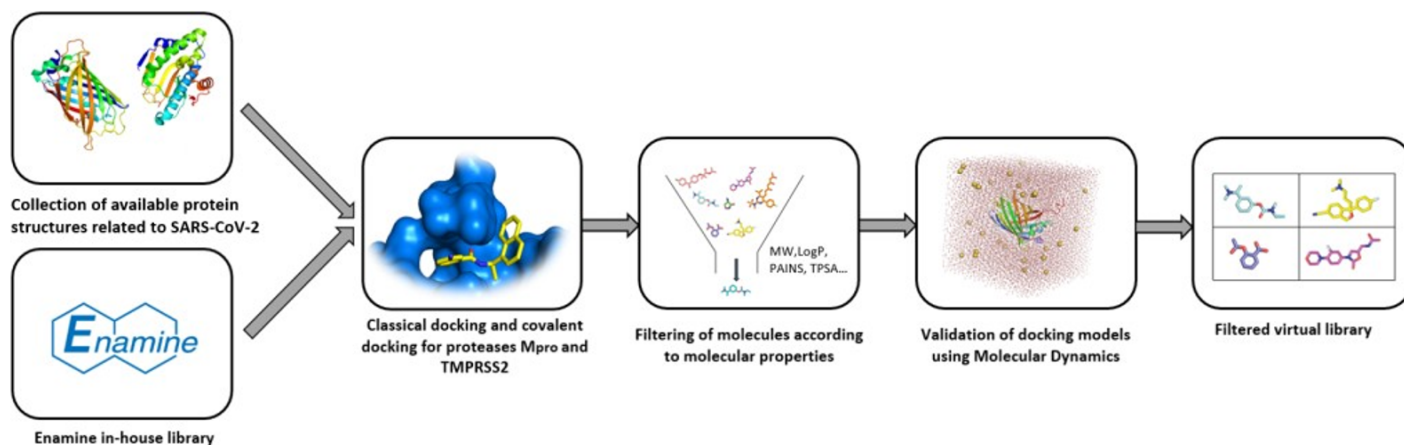 Collection of available protein
structures related to SARS-CoV-2
Enamine
Enamine in-house library
Classical docking and covalent
docking for proteases Mpro and
TMPRSS2
MW,LogP,
PAINS, TPSA...
Filtering of molecules according
to molecular properties
Validation of docking models
using Molecular Dynamics
Filtered virtual library